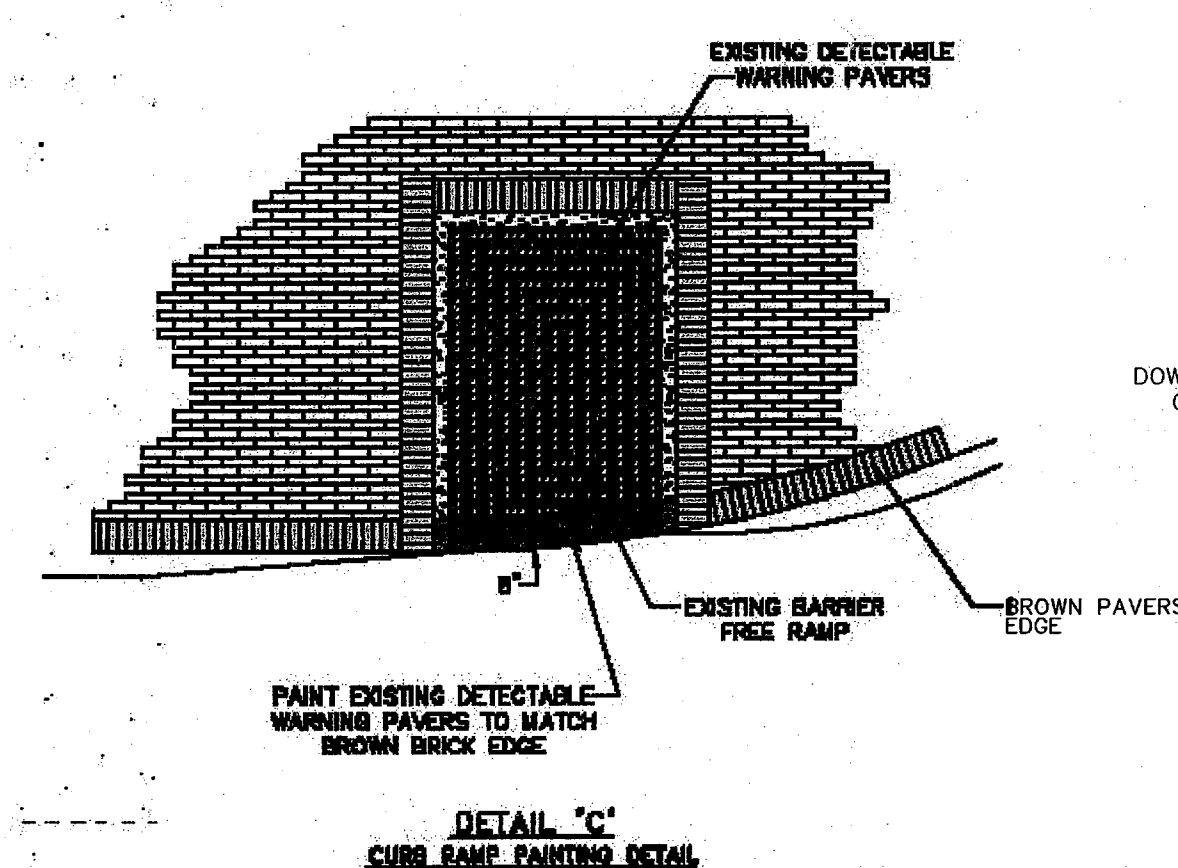 EXISTING DETECTABLE
WARNING PAVERS
DOW
EXISTING BARRIER
FREE RAMP
BROWN PAVERS
EDGE
PAINT EXISTING DETECTABLE
WARNING PAVERS TO MATCH
BROWN BRICK EDGE
DETAIL "C"
CURB RAMP PAINTING DETAIL